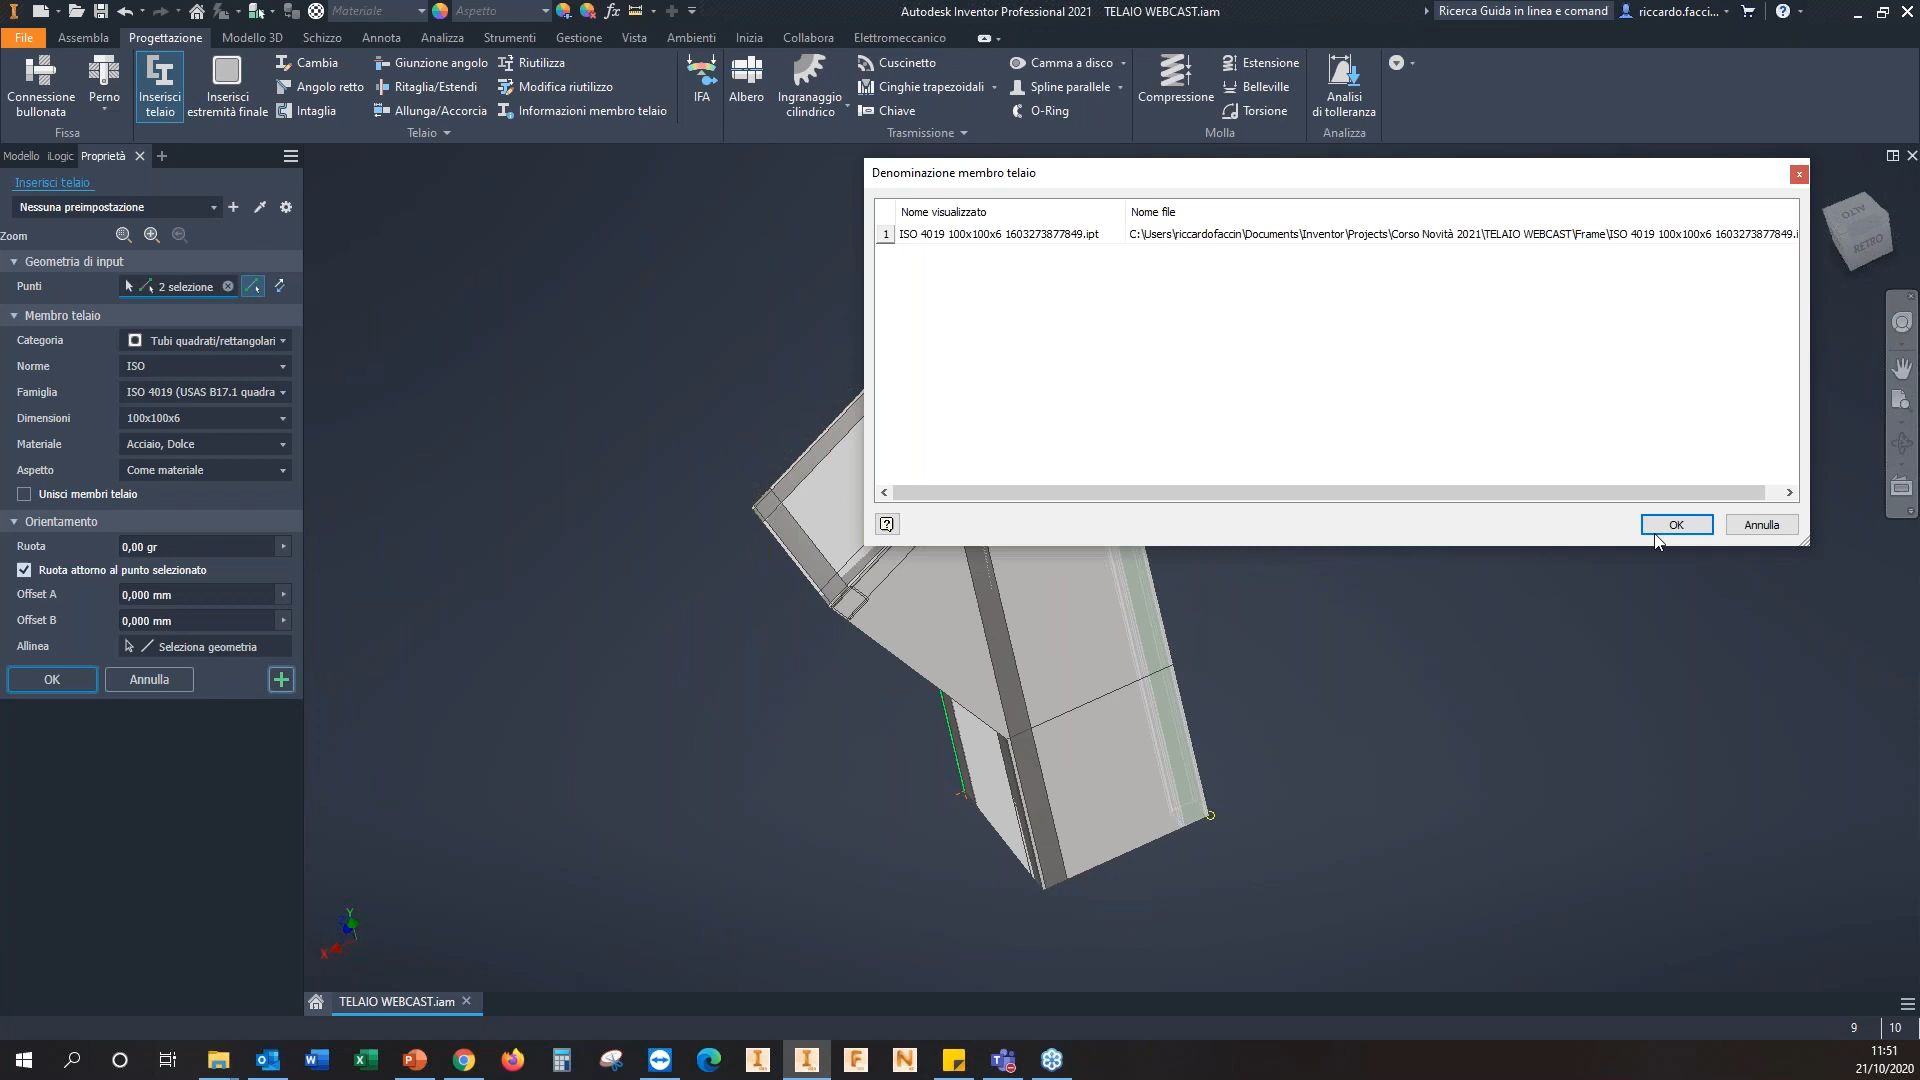 Materiale
Aspetto
Autodesk Inventor Professional 2021 TELAIO WEBCAST.iam
Ricerca Guida in linea e comand
riccardo.facci...
File
Assembla
Progettazione
Modello 3D
Schizzo
Annota
Analizza
Strumenti
Gestione
Vista
Ambienti
Inizia
Collabora
Elettromeccanico
Connessione
bullonata
Perno
Fissa
Inserisci
telaio
Inserisci
estremità finale
Cambia
Angolo retto
Intaglia
Giunzione angolo
Ritaglia/Estendi
Allunga/Accorcia
Riutilizza
Modifica riutilizzo
Informazioni membro telaio
Telaio
IFA
Albero
Ingranaggio
cilindrico
Cuscinetto
Cinghie trapezoidali
Chiave
Camma a disco
Spline parallele
O-Ring
Trasmissione
Compressione
Estensione
Belleville
Torsione
Molla
Analisi
di tolleranza
Analizza
Modello
iLogic
Proprietà
Inserisci telaio
Nessuna preimpostazione
Zoom
Geometria di input
Punti 2 selezione
Membro telaio
Categoria Tubi quadrati/rettangolari
Norme ISO
Famiglia ISO 4019 (USAS B17.1 quadra
Dimensioni 100x100x6
Materiale Acciaio, Dolce
Aspetto Come materiale
Unisci membri telaio
Orientamento
Ruota 0,00 gr
Ruota attorno al punto selezionato
Offset A 0,000 mm
Offset B 0,000 mm
Allinea Seleziona geometria
OK Annulla
Denominazione membro telaio
Nome visualizzato Nome file
1 ISO 4019 100x100x6 1603273877849.ipt C:\Users\riccardofaccin\Documents\Inventor\Projects\Corso Novità 2021\TELAIO WEBCAST\Frame\ISO 4019 100x100x6 1603273877849.i
OK Annulla
ALTO
RETRO
Y
X
TELAIO WEBCAST.iam
9 10
11:51
21/10/2020